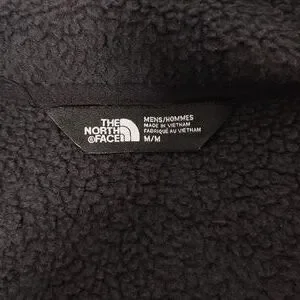 THE
NORTH
FACE
MENS/HOMMES
MADE IN VIETNAM
FABRIQUÉ AU VIETNAM
M/M